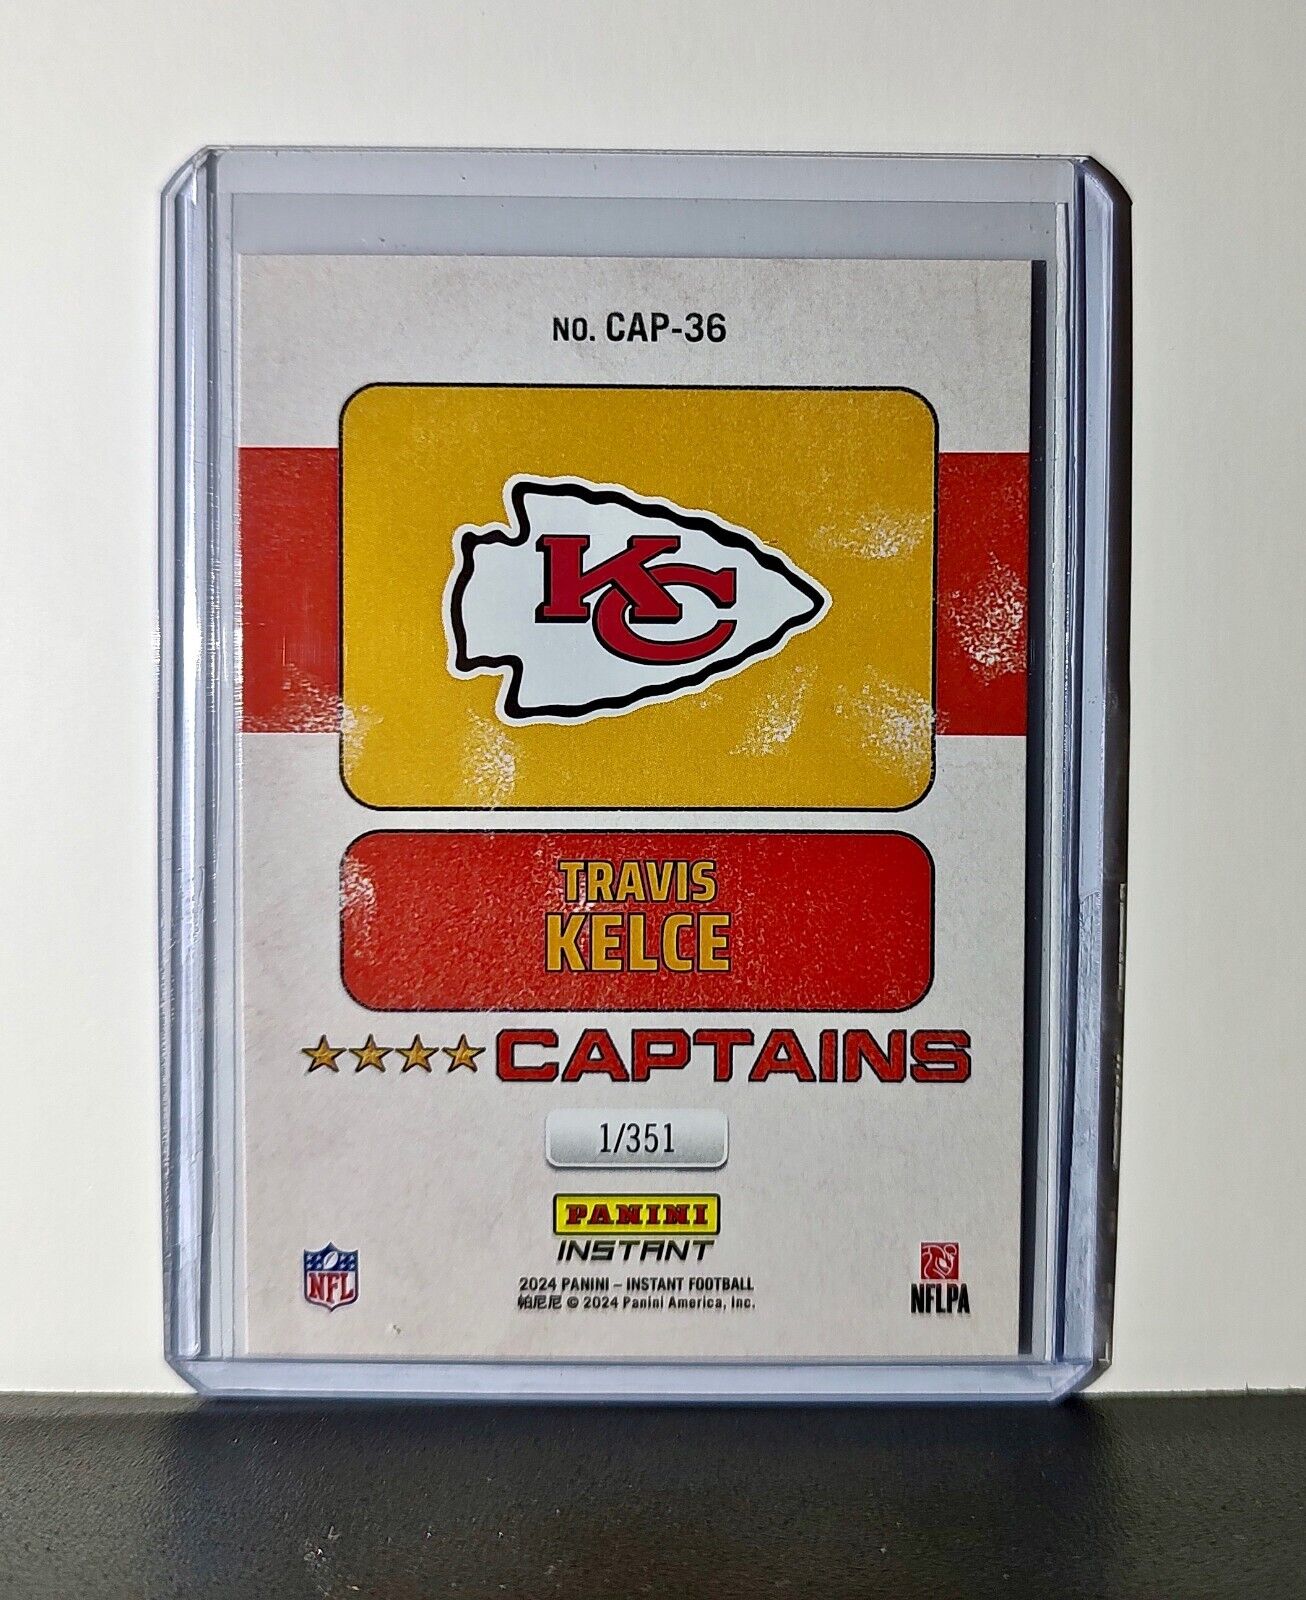 NO. CAP-36
KC
TRAVIS
KELCE
CAPTAINS
1/351
PANINI
INSTANT
NFL
NFLPA
2024 PANINI – INSTANT FOOTBALL
帕尼尼 © 2024 Panini America, Inc.